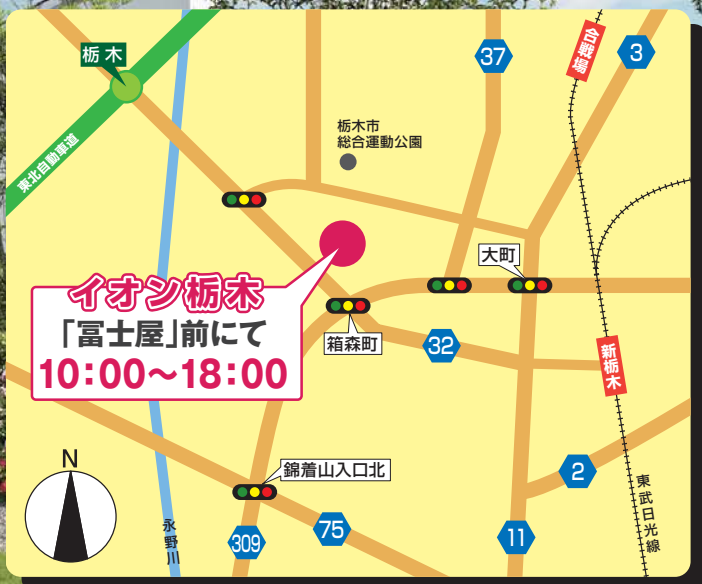 栃木
東北自動車道
37
合戦場
3
栃木市
総合運動公園
大町
イオン栃木
「冨士屋」前にて
10:00〜18:00
箱森町
32
新栃木
N
錦着山入口北
永野川
309
75
11
2
東武日光線